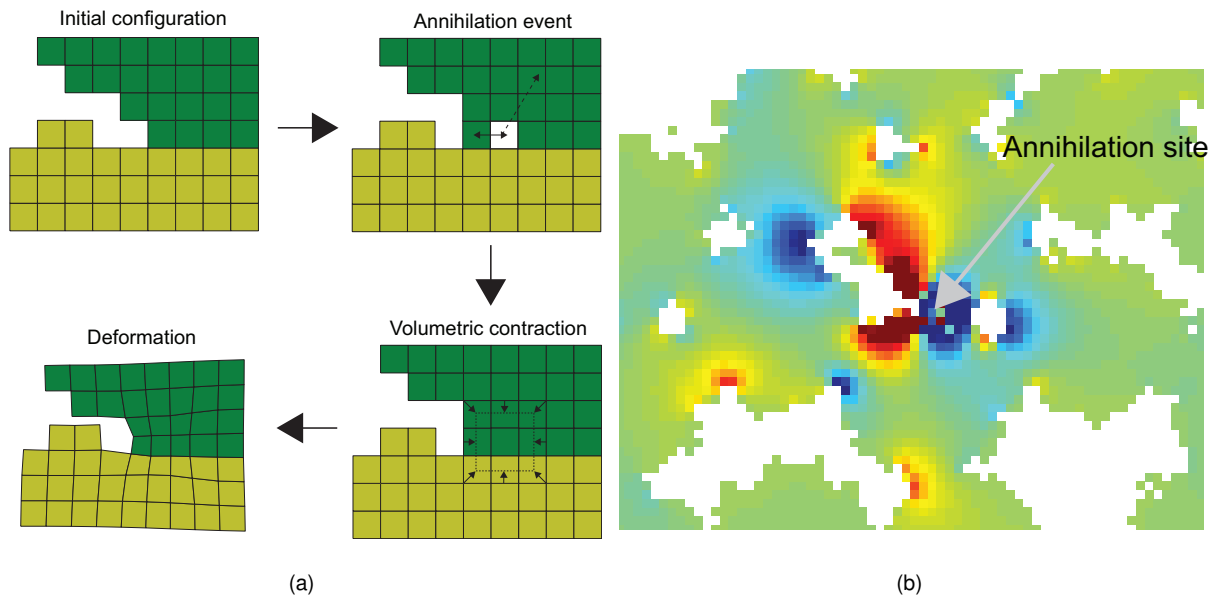 Initial configuration
Annihilation event
Deformation
Volumetric contraction
(a)
Annihilation site
(b)